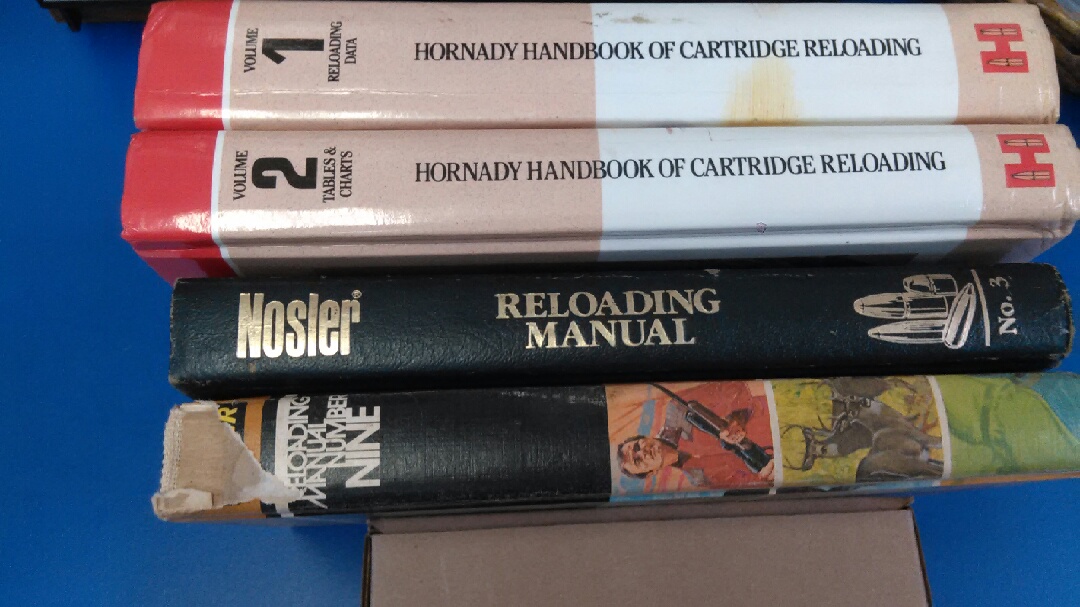 VOLUME
1
RELOADING
DATA
HORNADY HANDBOOK OF CARTRIDGE RELOADING
H
VOLUME
2
TABLES &
CHARTS
HORNADY HANDBOOK OF CARTRIDGE RELOADING
H
Nosler®
RELOADING
MANUAL
No. 3
MANUAL
NUMBER
NINE